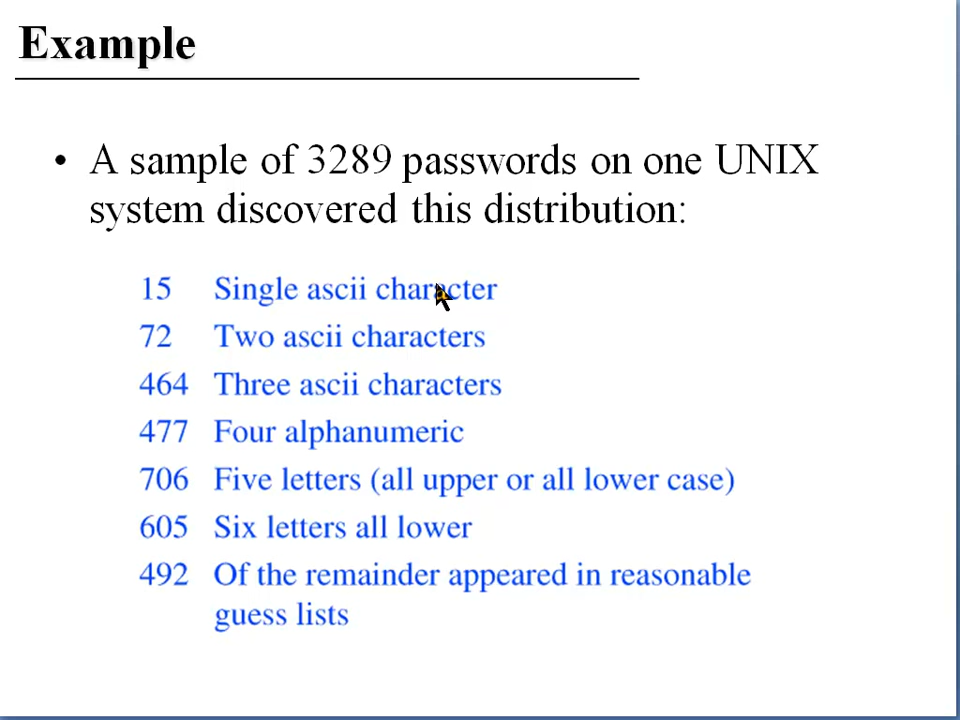 Example
• A sample of 3289 passwords on one UNIX
system discovered this distribution:
15 Single ascii character
72 Two ascii characters
464 Three ascii characters
477 Four alphanumeric
706 Five letters (all upper or all lower case)
605 Six letters all lower
492 Of the remainder appeared in reasonable
guess lists